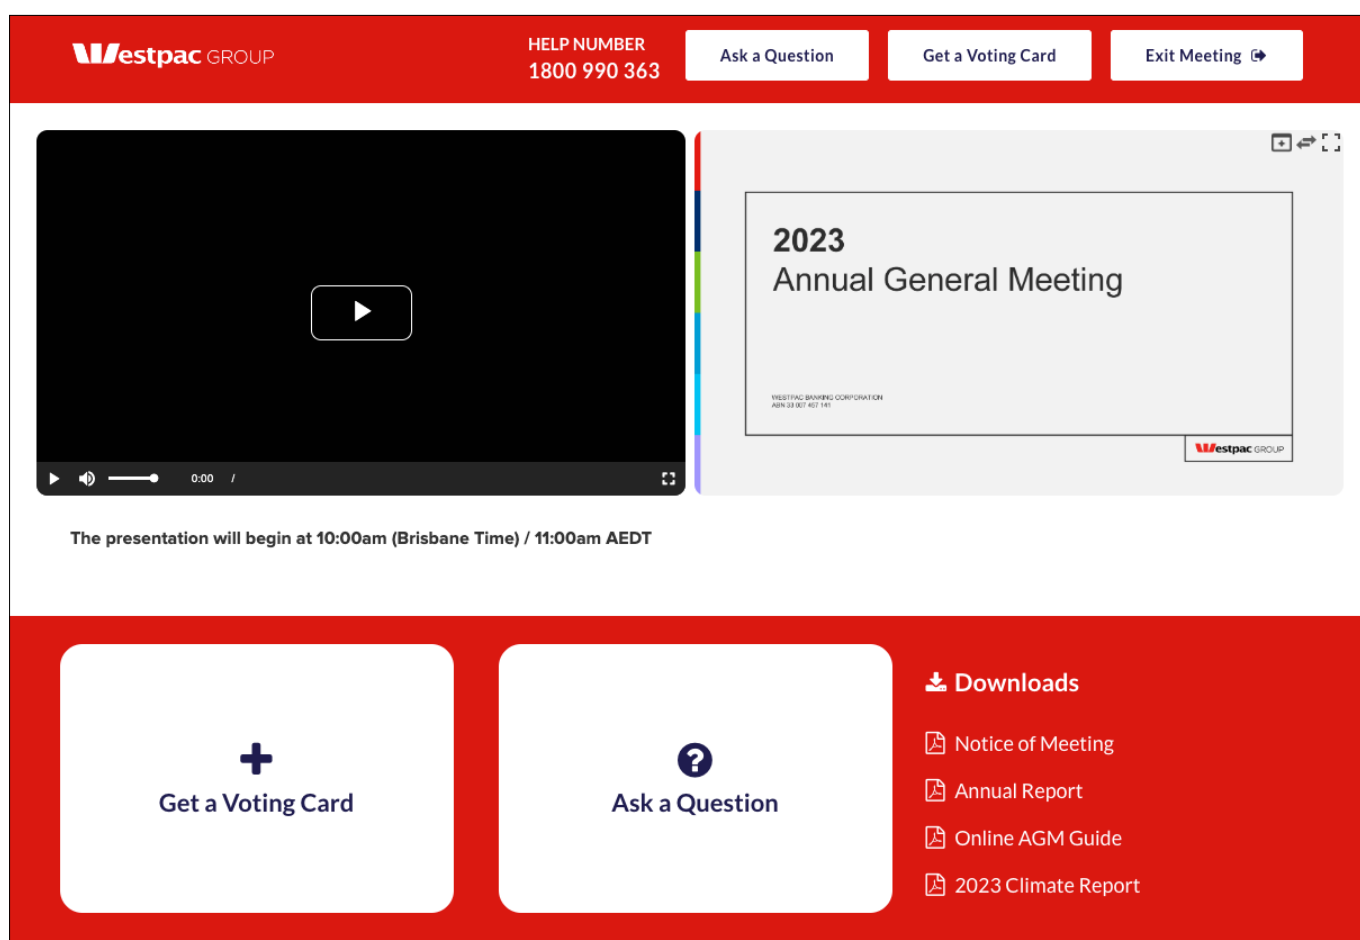 Westpac GROUP
HELP NUMBER
1800 990 363
Ask a Question
Get a Voting Card
Exit Meeting
2023
Annual General Meeting
WESTPAC BANKING CORPORATION
ABN 33 007 457 141
Westpac GROUP
0:00 /
The presentation will begin at 10:00am (Brisbane Time) / 11:00am AEDT
Get a Voting Card
Ask a Question
Downloads
Notice of Meeting
Annual Report
Online AGM Guide
2023 Climate Report